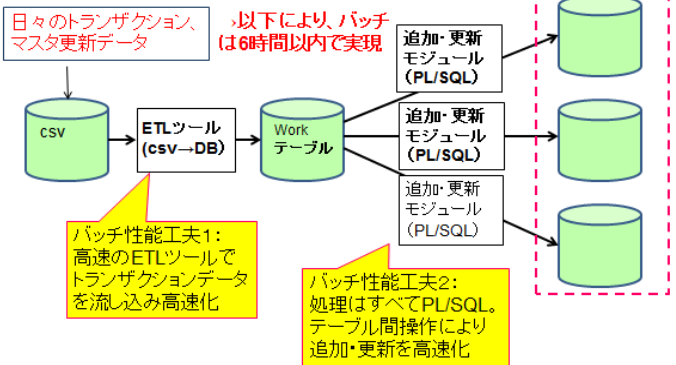 日々のトランザクション、
マスタ更新データ
›以下により、バッチ
は6時間以内で実現
csv
ETLツール
(csv→DB)
Work
テーブル
追加・更新
モジュール
(PL/SQL)
追加・更新
モジュール
(PL/SQL)
追加・更新
モジュール
(PL/SQL)
バッチ性能工夫1:
高速のETLツールで
トランザクションデータ
を流し込み高速化
バッチ性能工夫2:
処理はすべてPL/SQL。
テーブル間操作により
追加・更新を高速化